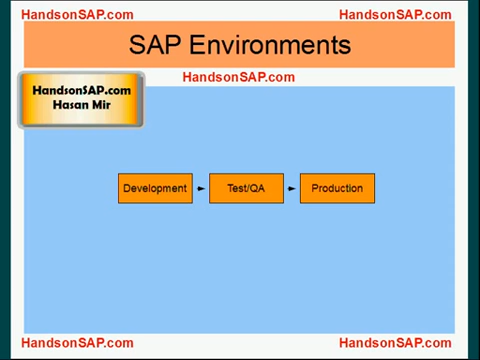 HandsonSAP.com HandsonSAP.com
SAP Environments
HandsonSAP.com
HandsonSAP.com
Hasan Mir
Development Test/QA Production
HandsonSAP.com HandsonSAP.com